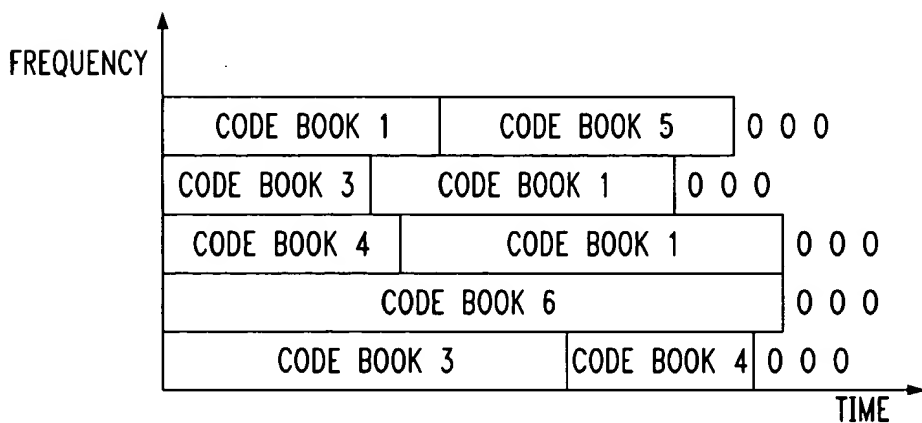 FREQUENCY
CODE BOOK 1 CODE BOOK 5 0 0 0
CODE BOOK 3 CODE BOOK 1 0 0 0
CODE BOOK 4 CODE BOOK 1 0 0 0
CODE BOOK 6 0 0 0
CODE BOOK 3 CODE BOOK 4 0 0 0
TIME